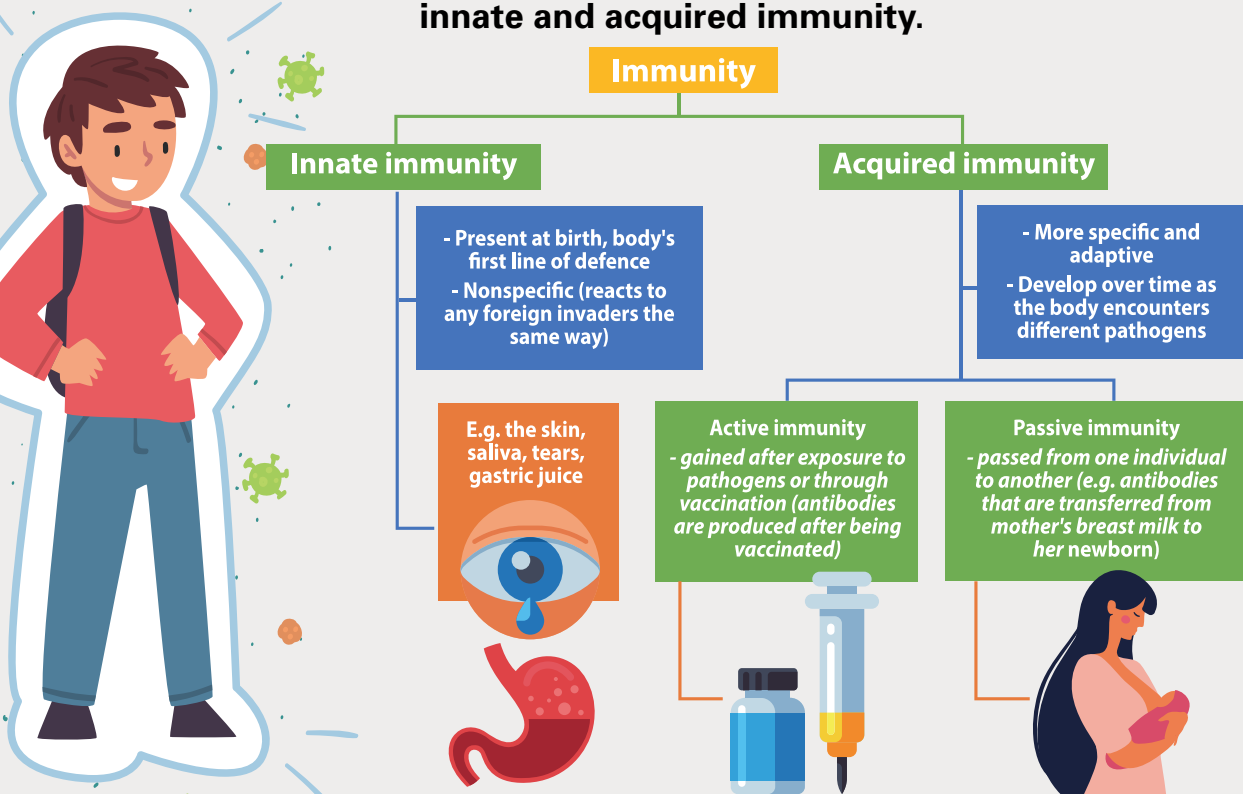 innate and acquired immunity.
Immunity
Innate immunity
Acquired immunity
- Present at birth, body's
first line of defence
- Nonspecific (reacts to
any foreign invaders the
same way)
- More specific and
adaptive
- Develop over time as
the body encounters
different pathogens
E.g. the skin,
saliva, tears,
gastric juice
Active immunity
- gained after exposure to
pathogens or through
vaccination (antibodies
are produced after being
vaccinated)
Passive immunity
- passed from one individual
to another (e.g. antibodies
that are transferred from
mother's breast milk to
her newborn)